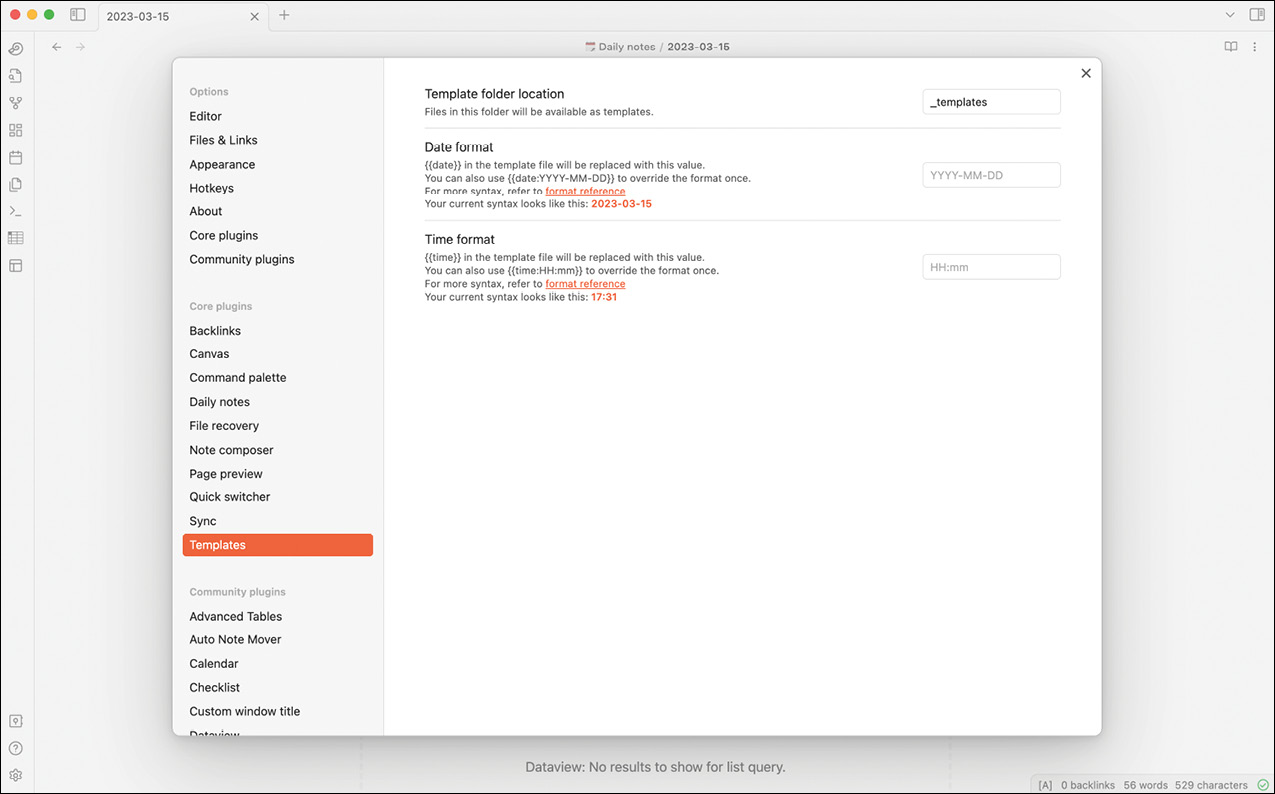 2023-03-15
Daily notes / 2023-03-15
Options
Editor
Files & Links
Appearance
Hotkeys
About
Core plugins
Community plugins
Core plugins
Backlinks
Canvas
Command palette
Daily notes
File recovery
Note composer
Page preview
Quick switcher
Sync
Templates
Community plugins
Advanced Tables
Auto Note Mover
Calendar
Checklist
Custom window title
Dataview
Template folder location
Files in this folder will be available as templates.
_templates
Date format
{{date}} in the template file will be replaced with this value.
You can also use {{date:YYYY-MM-DD}} to override the format once.
For more syntax, refer to format reference
Your current syntax looks like this: 2023-03-15
YYYY-MM-DD
Time format
{{time}} in the template file will be replaced with this value.
You can also use {{time:HH:mm}} to override the format once.
For more syntax, refer to format reference
Your current syntax looks like this: 17:31
HH:mm
Dataview: No results to show for list query.
[A] 0 backlinks 56 words 529 characters